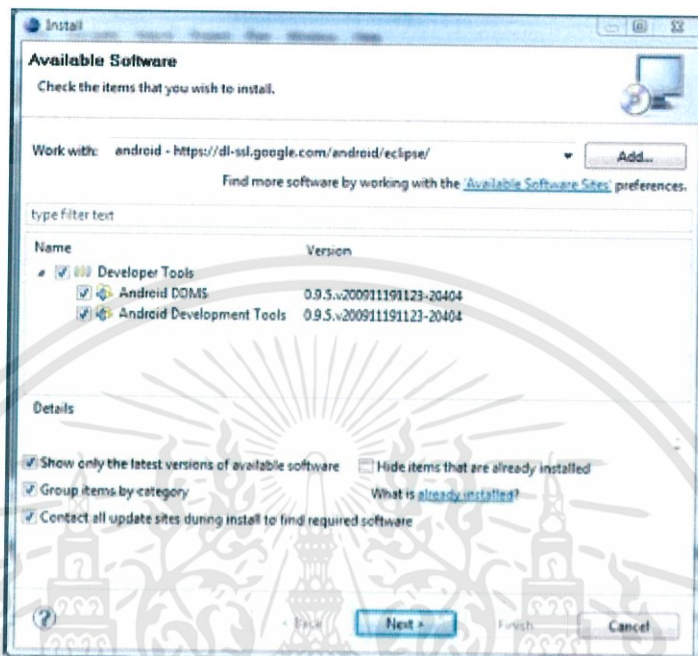 Install
Available Software
Check the items that you wish to install.
Work with: android - https://dl-ssl.google.com/android/eclipse/ Add...
Find more software by working with the 'Available Software Sites' preferences.
type filter text
Name Version
Developer Tools
Android DDMS 0.9.5.v200911191123-20404
Android Development Tools 0.9.5.v200911191123-20404
Details
Show only the latest versions of available software Hide items that are already installed
Group items by category What is already installed?
Contact all update sites during install to find required software
? < Back Next > Finish Cancel